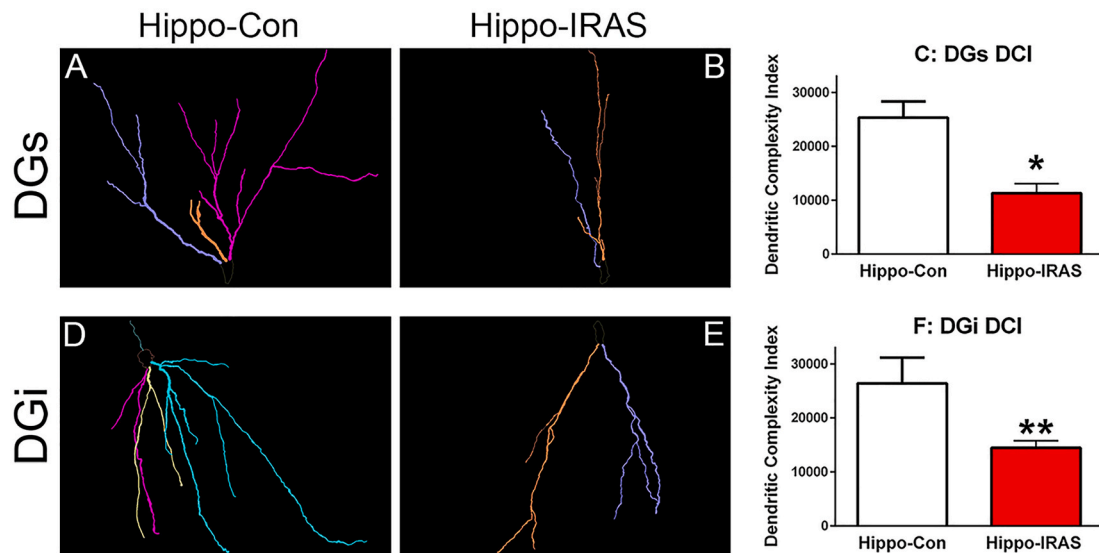 Hippo-Con
Hippo-IRAS
DGs
A
B
C: DGs DCI
Dendritic Complexity Index
30000
20000
10000
0
*
Hippo-Con
Hippo-IRAS
DGi
D
E
F: DGi DCI
Dendritic Complexity Index
30000
20000
10000
0
**
Hippo-Con
Hippo-IRAS